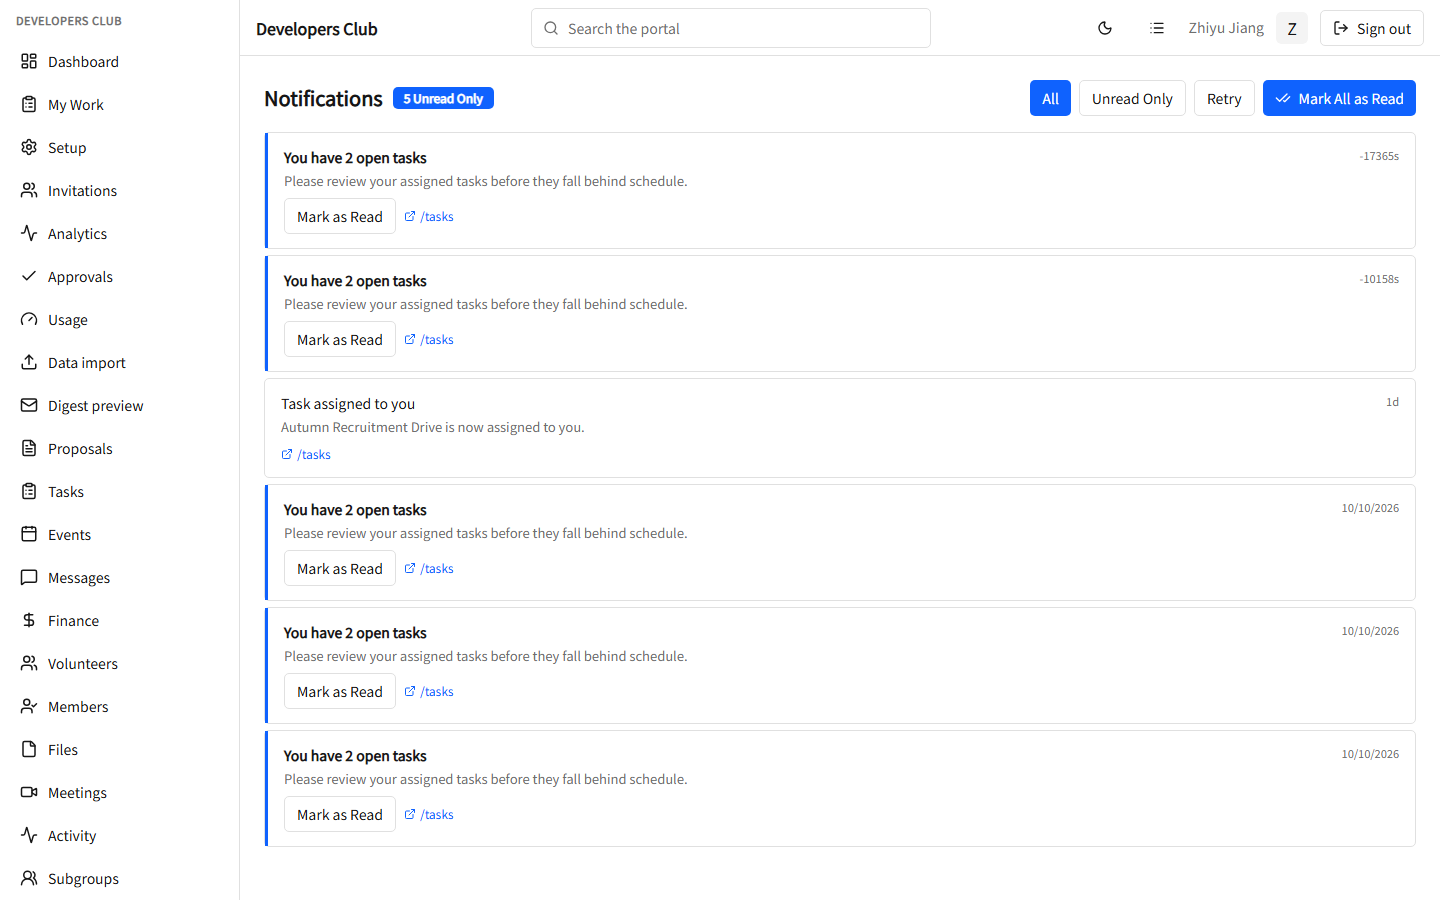 DEVELOPERS CLUB
Dashboard
My Work
Setup
Invitations
Analytics
Approvals
Usage
Data import
Digest preview
Proposals
Tasks
Events
Messages
Finance
Volunteers
Members
Files
Meetings
Activity
Subgroups
Developers Club
Search the portal
Zhiyu Jiang
Z
Sign out
Notifications
5 Unread Only
All
Unread Only
Retry
Mark All as Read
You have 2 open tasks
-17365s
Please review your assigned tasks before they fall behind schedule.
Mark as Read
/tasks
You have 2 open tasks
-10158s
Please review your assigned tasks before they fall behind schedule.
Mark as Read
/tasks
Task assigned to you
1d
Autumn Recruitment Drive is now assigned to you.
/tasks
You have 2 open tasks
10/10/2026
Please review your assigned tasks before they fall behind schedule.
Mark as Read
/tasks
You have 2 open tasks
10/10/2026
Please review your assigned tasks before they fall behind schedule.
Mark as Read
/tasks
You have 2 open tasks
10/10/2026
Please review your assigned tasks before they fall behind schedule.
Mark as Read
/tasks